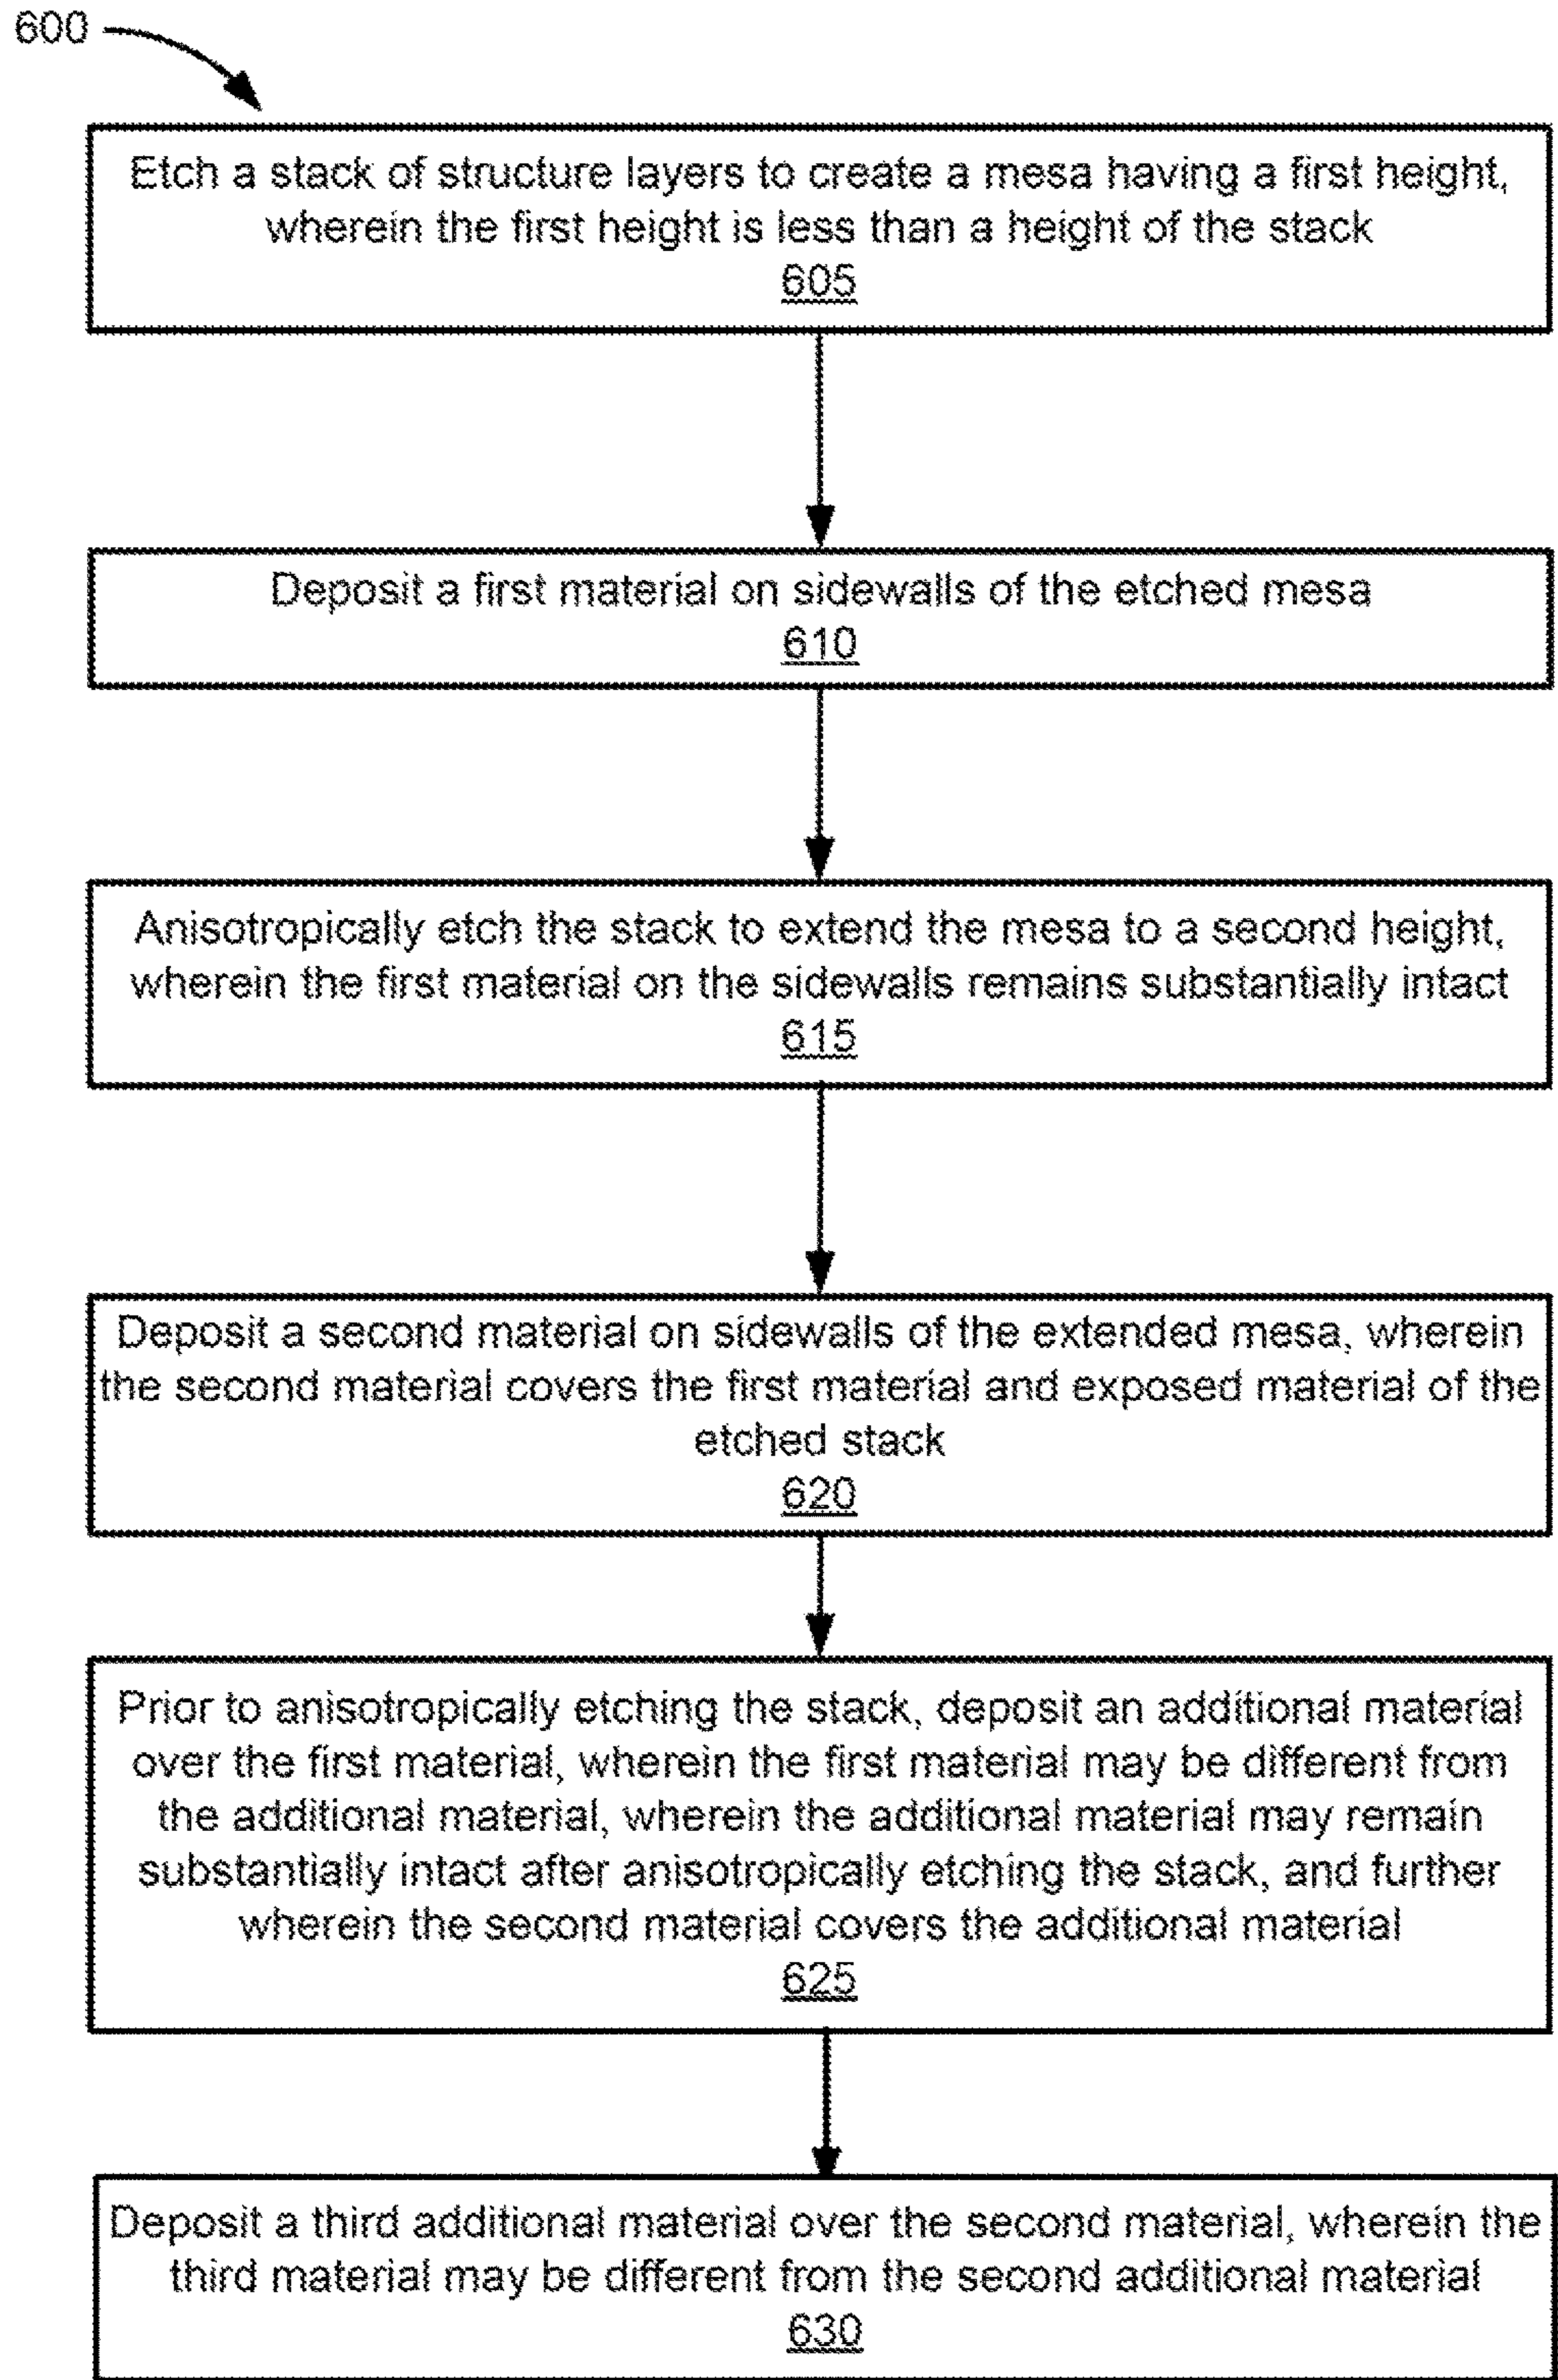 600
Etch a stack of structure layers to create a mesa having a first height,
wherein the first height is less than a height of the stack
605
Deposit a first material on sidewalls of the etched mesa
610
Anisotropically etch the stack to extend the mesa to a second height,
wherein the first material on the sidewalls remains substantially intact
615
Deposit a second material on sidewalls of the extended mesa, wherein
the second material covers the first material and exposed material of the
etched stack
620
Prior to anisotropically etching the stack, deposit an additional material
over the first material, wherein the first material may be different from
the additional material, wherein the additional material may remain
substantially intact after anisotropically etching the stack, and further
wherein the second material covers the additional material
625
Deposit a third additional material over the second material, wherein the
third material may be different from the second additional material
630